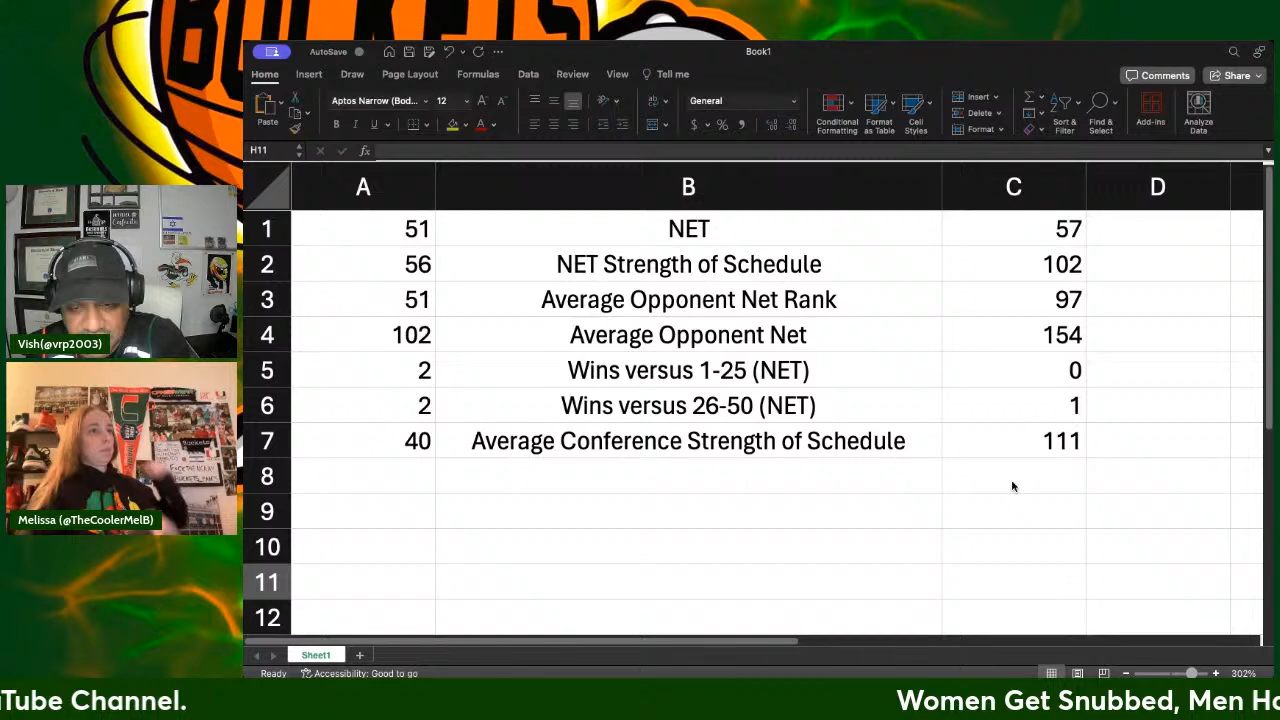 BUCKETS
AutoSave
Book1
Home Insert Draw Page Layout Formulas Data Review View Tell me
Comments Share
Paste
Aptos Narrow (Bod... 12
General
Conditional Formatting
Format as Table
Cell Styles
Insert
Delete
Format
Sort & Filter
Find & Select
Add-ins
Analyze Data
H11
fx
A B C D
1 51 NET 57
2 56 NET Strength of Schedule 102
3 51 Average Opponent Net Rank 97
4 102 Average Opponent Net 154
5 2 Wins versus 1-25 (NET) 0
6 2 Wins versus 26-50 (NET) 1
7 40 Average Conference Strength of Schedule 111
8
9
10
11
12
Sheet1
Ready Accessibility: Good to go 302%
Vish(@vrp2003)
Melissa (@TheCoolerMelB)
uTube Channel. Women Get Snubbed, Men Ho